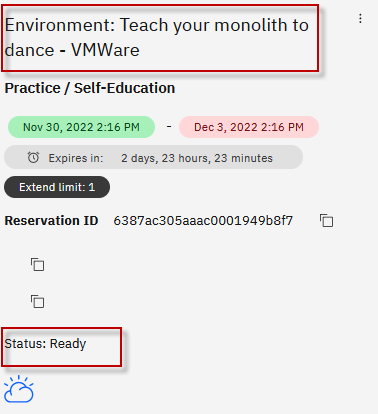 Environment: Teach your monolith to
dance - VMWare
Practice / Self-Education
Nov 30, 2022 2:16 PM - Dec 3, 2022 2:16 PM
Expires in: 2 days, 23 hours, 23 minutes
Extend limit: 1
Reservation ID 6387ac305aaac0001949b8f7
Status: Ready